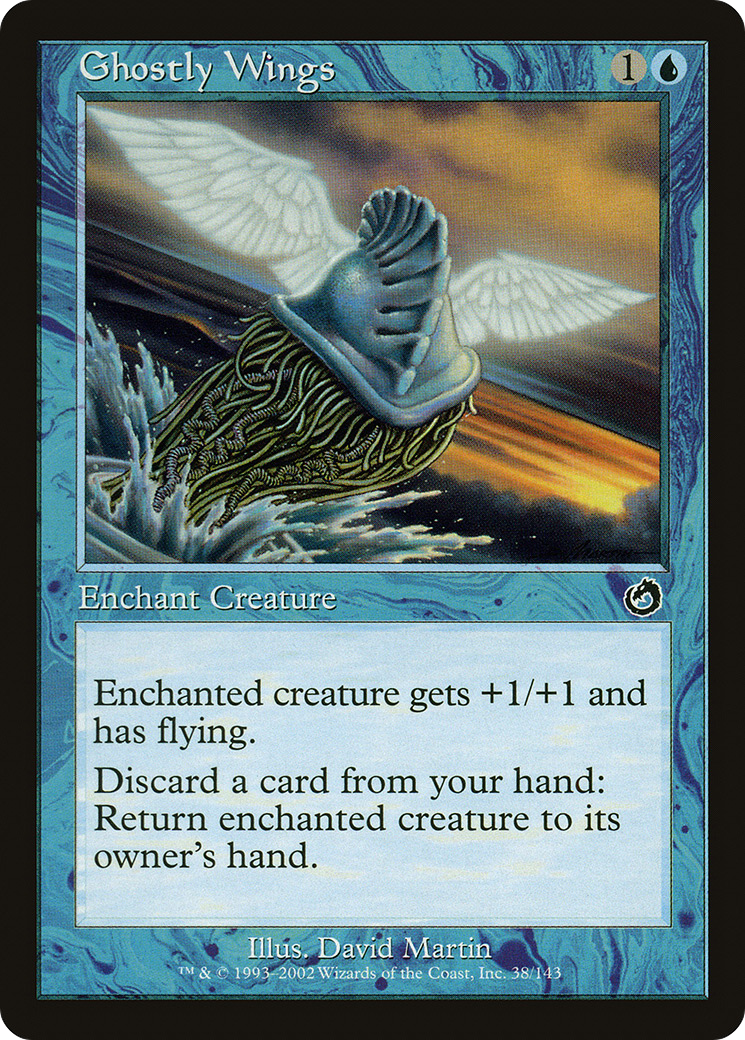 Ghostly Wings 1
Enchant Creature
Enchanted creature gets +1/+1 and
has flying.
Discard a card from your hand:
Return enchanted creature to its
owner's hand.
Illus. David Martin
™ & © 1993–2002 Wizards of the Coast, Inc. 38/143